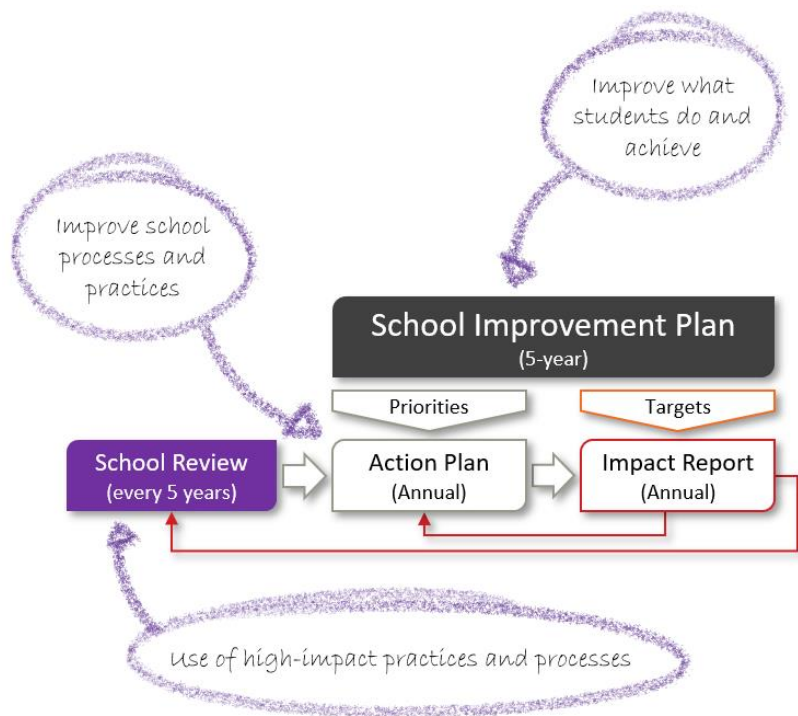 Improve what
students do and
achieve
Improve school
processes and
practices
School Improvement Plan
(5-year)
Priorities
Targets
School Review
(every 5 years)
Action Plan
(Annual)
Impact Report
(Annual)
Use of high-impact practices and processes